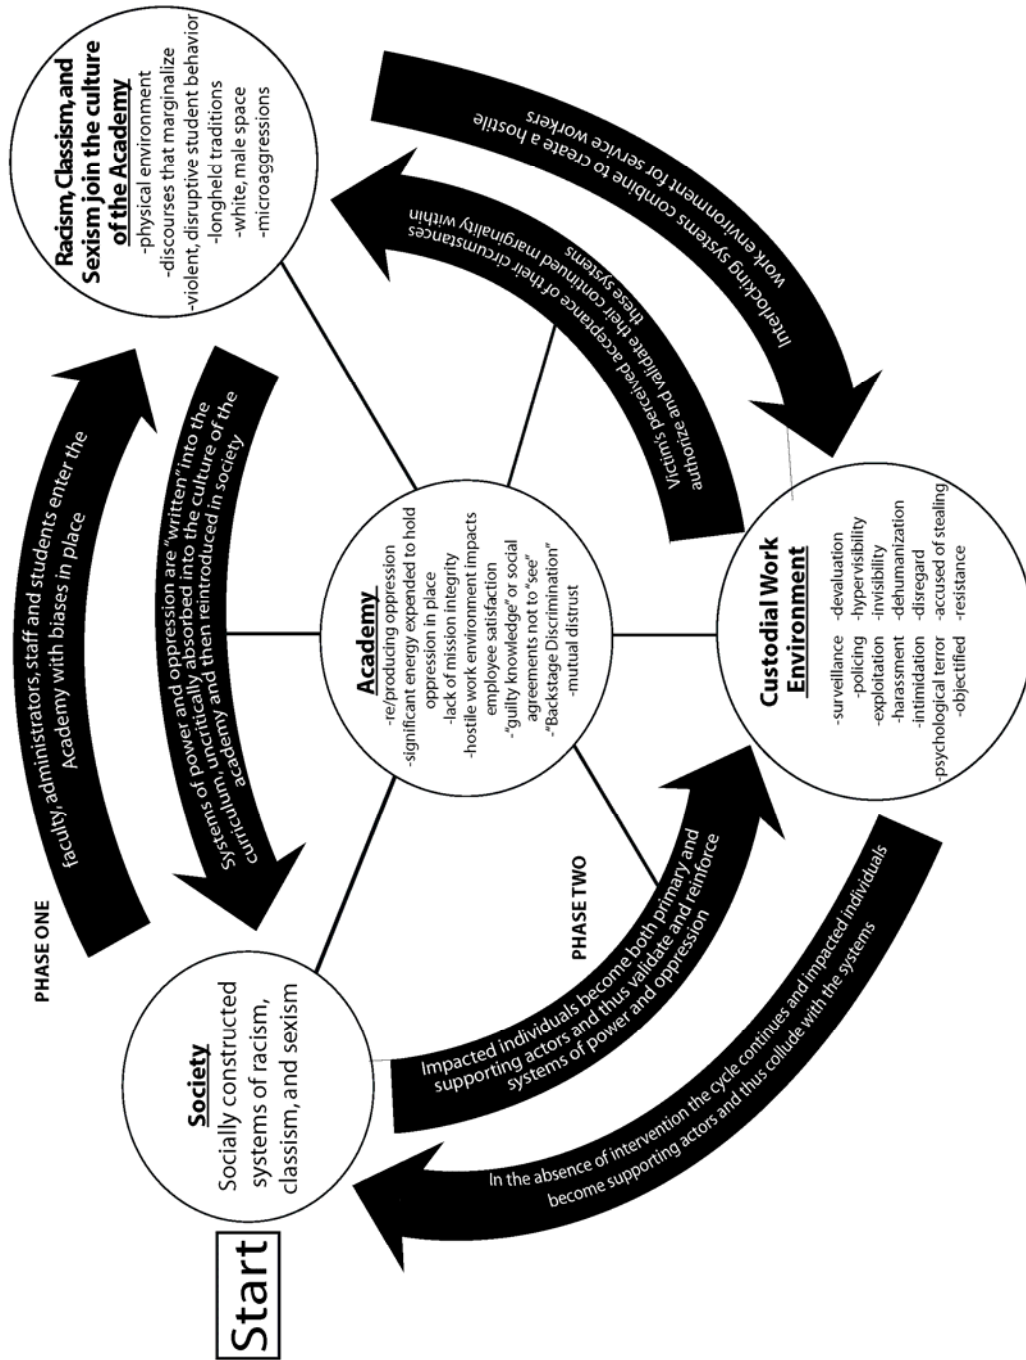 Start
Society
Socially constructed
systems of racism,
classism, and sexism
PHASE ONE
faculty, administrators, staff and students enter the
Academy with biases in place
Systems of power and oppression are "written" into the
curriculum, uncritically absorbed into the culture of the
academy and then reintroduced in society
Racism, Classism, and
Sexism join the culture
of the Academy
-physical environment
-discourses that marginalize
-violent, disruptive student behavior
-longheld traditions
-white, male space
-microaggressions
Academy
-re/producing oppression
-significant energy expended to hold
oppression in place
-lack of mission integrity
-hostile work environment impacts
employee satisfaction
-"guilty knowledge" or social
agreements not to "see"
-"Backstage Discrimination"
-mutual distrust
Victim's perceived acceptance of their circumstances
authorize and validate their continued marginality within
these systems
Interlocking systems combine to create a hostile
work environment for service workers
PHASE TWO
Impacted individuals become both primary and
supporting actors and thus validate and reinforce
systems of power and oppression
In the absence of intervention the cycle continues and impacted individuals
become supporting actors and thus collude with the systems
Custodial Work
Environment
-surveillance -devaluation
-policing -hypervisibility
-exploitation -invisibility
-harassment -dehumanization
-intimidation -disregard
-psychological terror -accused of stealing
-objectified -resistance